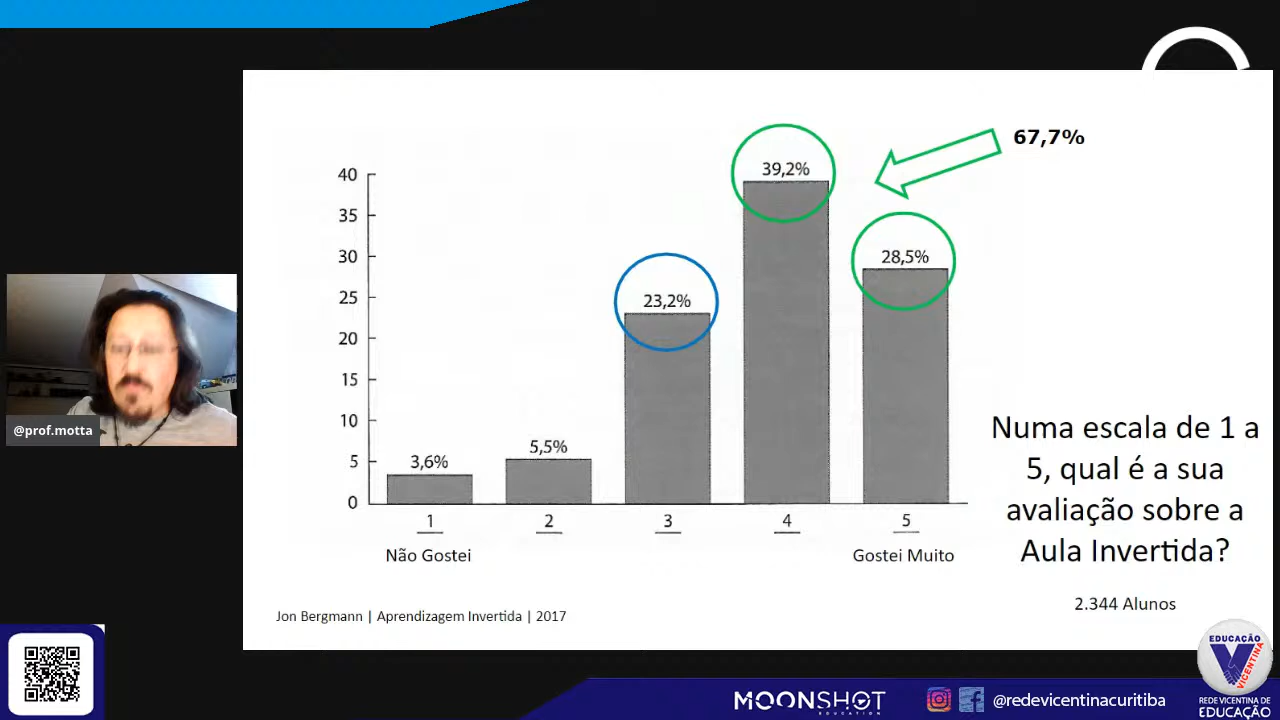 67,7%
40
35
30
25
20
15
10
5
0
3,6%
5,5%
23,2%
39,2%
28,5%
1
2
3
4
5
Não Gostei
Gostei Muito
Numa escala de 1 a
5, qual é a sua
avaliação sobre a
Aula Invertida?
2.344 Alunos
Jon Bergmann | Aprendizagem Invertida | 2017
@prof.motta
MOONSHOT
EDUCATION
@redevicentinacuritiba
EDUCAÇÃO
VICENTINA
REDE VICENTINA DE
EDUCAÇÃO